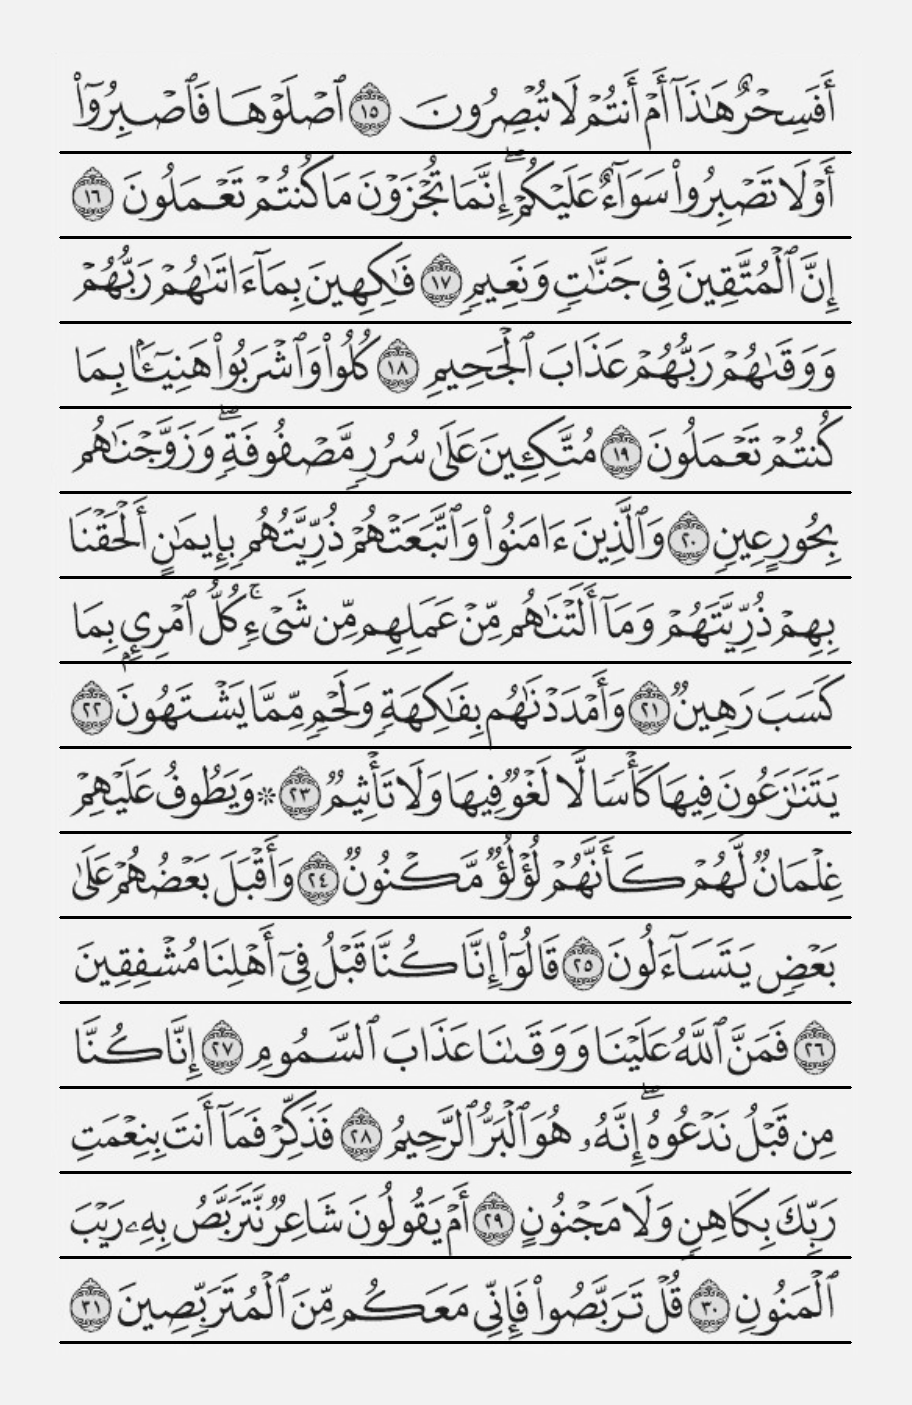 أَفَسِحْرٌ هَٰذَآ أَمْ أَنتُمْ لَا تُبْصِرُونَ ١٥ ٱصْلَوْهَا فَٱصْبِرُوٓا۟
أَوْ لَا تَصْبِرُوا۟ سَوَآءٌ عَلَيْكُمْ ۖ إِنَّمَا تُجْزَوْنَ مَا كُنتُمْ تَعْمَلُونَ ١٦
إِنَّ ٱلْمُتَّقِينَ فِى جَنَّٰتٍ وَنَعِيمٍ ١٧ فَٰكِهِينَ بِمَآ ءَاتَىٰهُمْ رَبُّهُمْ
وَوَقَىٰهُمْ رَبُّهُمْ عَذَابَ ٱلْجَحِيمِ ١٨ كُلُوا۟ وَٱشْرَبُوا۟ هَنِيٓـًٔۢا بِمَا
كُنتُمْ تَعْمَلُونَ ١٩ مُتَّكِـِٔينَ عَلَىٰ سُرُرٍ مَّصْفُوفَةٍ ۖ وَزَوَّجْنَٰهُم
بِحُورٍ عِينٍ ٢٠ وَٱلَّذِينَ ءَامَنُوا۟ وَٱتَّبَعَتْهُمْ ذُرِّيَّتُهُم بِإِيمَٰنٍ أَلْحَقْنَا
بِهِمْ ذُرِّيَّتَهُمْ وَمَآ أَلَتْنَٰهُم مِّنْ عَمَلِهِم مِّن شَىْءٍ ۚ كُلُّ ٱمْرِئٍۭ بِمَا
كَسَبَ رَهِينٌ ٢١ وَأَمْدَدْنَٰهُم بِفَٰكِهَةٍ وَلَحْمٍ مِّمَّا يَشْتَهُونَ ٢٢
يَتَنَٰزَعُونَ فِيهَا كَأْسًا لَّا لَغْوٌ فِيهَا وَلَا تَأْثِيمٌ ٢٣ ۞ وَيَطُوفُ عَلَيْهِمْ
غِلْمَانٌ لَّهُمْ كَأَنَّهُمْ لُؤْلُؤٌ مَّكْنُونٌ ٢٤ وَأَقْبَلَ بَعْضُهُمْ عَلَىٰ
بَعْضٍ يَتَسَآءَلُونَ ٢٥ قَالُوٓا۟ إِنَّا كُنَّا قَبْلُ فِىٓ أَهْلِنَا مُشْفِقِينَ
٢٦ فَمَنَّ ٱللَّهُ عَلَيْنَا وَوَقَىٰنَا عَذَابَ ٱلسَّمُومِ ٢٧ إِنَّا كُنَّا
مِن قَبْلُ نَدْعُوهُ ۖ إِنَّهُۥ هُوَ ٱلْبَرُّ ٱلرَّحِيمُ ٢٨ فَذَكِّرْ فَمَآ أَنتَ بِنِعْمَتِ
رَبِّكَ بِكَاهِنٍ وَلَا مَجْنُونٍ ٢٩ أَمْ يَقُولُونَ شَاعِرٌ نَّتَرَبَّصُ بِهِۦ رَيْبَ
ٱلْمَنُونِ ٣٠ قُلْ تَرَبَّصُوا۟ فَإِنِّى مَعَكُم مِّنَ ٱلْمُتَرَبِّصِينَ ٣١